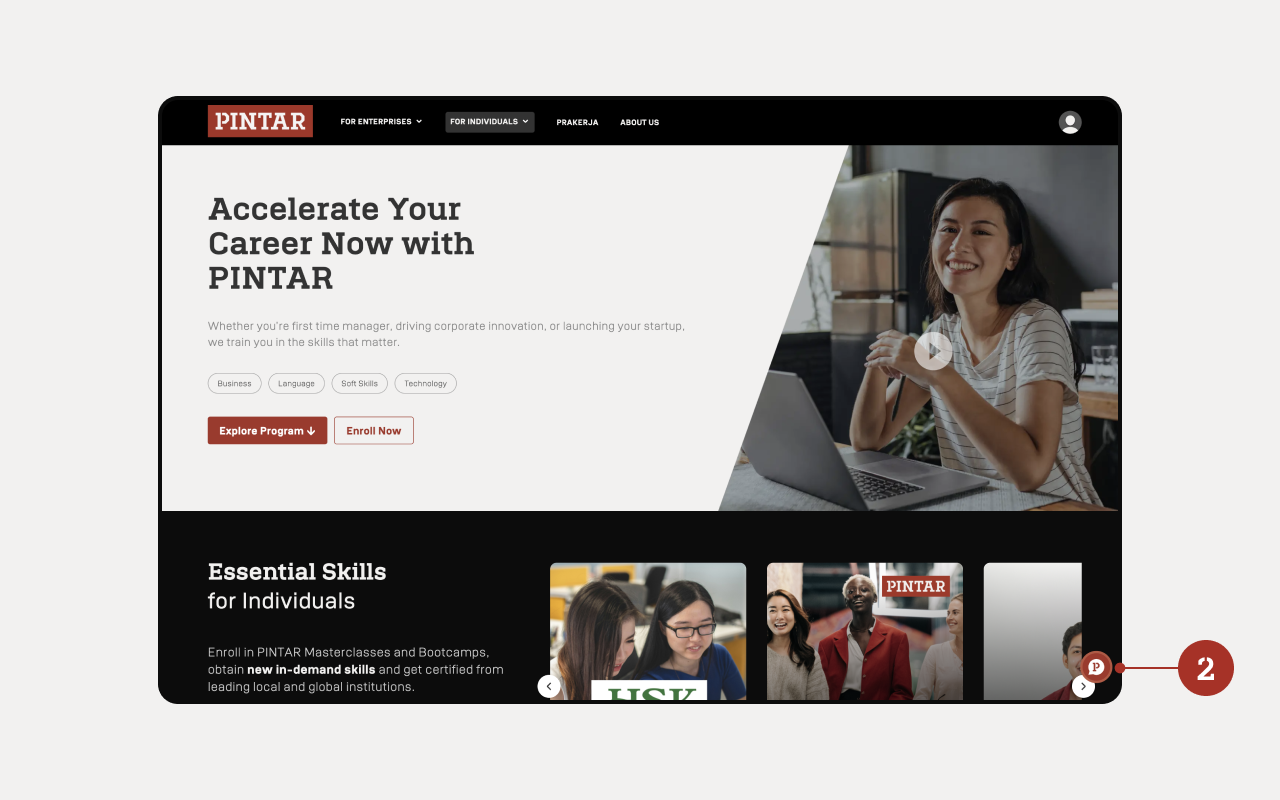 PINTAR
FOR ENTERPRISES
FOR INDIVIDUALS
PRAKERJA
ABOUT US
Accelerate Your
Career Now with
PINTAR
Whether you're first time manager, driving corporate innovation, or launching your startup,
we train you in the skills that matter.
Business
Language
Soft Skills
Technology
Explore Program ↓
Enroll Now
Essential Skills
for Individuals
Enroll in PINTAR Masterclasses and Bootcamps,
obtain new in-demand skills and get certified from
leading local and global institutions.
HSK
PINTAR
P
2